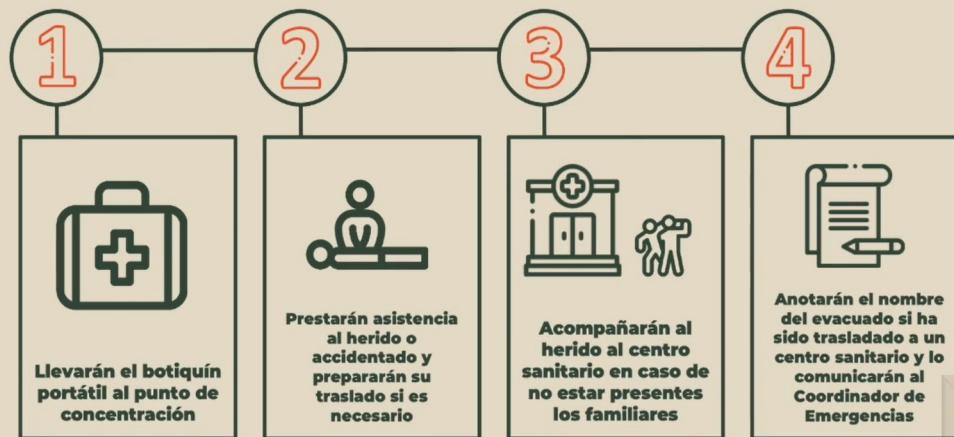 1
2
3
4
Llevarán el botiquín
portátil al punto de
concentración
Prestarán asistencia
al herido o
accidentado y
prepararán su
traslado si es
necesario
Acompañarán al
herido al centro
sanitario en caso de
no estar presentes
los familiares
Anotarán el nombre
del evacuado si ha
sido trasladado a un
centro sanitario y lo
comunicarán al
Coordinador de
Emergencias